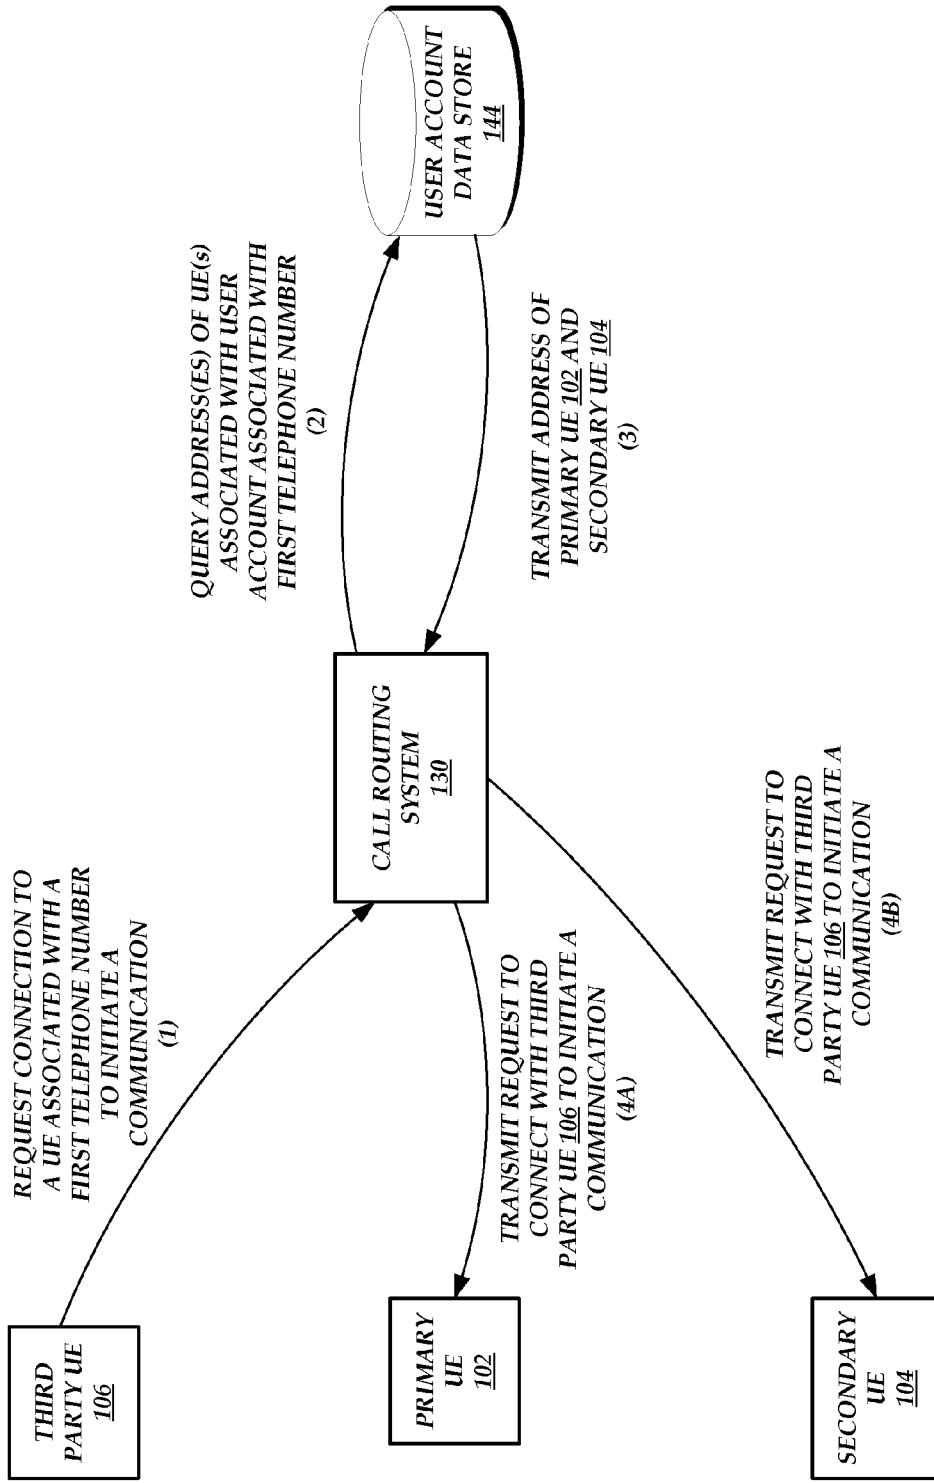 THIRD
PARTY UE
106
REQUEST CONNECTION TO
A UE ASSOCIATED WITH A
FIRST TELEPHONE NUMBER
TO INITIATE A
COMMUNICATION
(1)
CALL ROUTING
SYSTEM
130
QUERY ADDRESS(ES) OF UE(s)
ASSOCIATED WITH USER
ACCOUNT ASSOCIATED WITH
FIRST TELEPHONE NUMBER
(2)
USER ACCOUNT
DATA STORE
144
TRANSMIT ADDRESS OF
PRIMARY UE 102 AND
SECONDARY UE 104
(3)
PRIMARY
UE
102
TRANSMIT REQUEST TO
CONNECT WITH THIRD
PARTY UE 106 TO INITIATE A
COMMUNICATION
(4A)
SECONDARY
UE
104
TRANSMIT REQUEST TO
CONNECT WITH THIRD
PARTY UE 106 TO INITIATE A
COMMUNICATION
(4B)